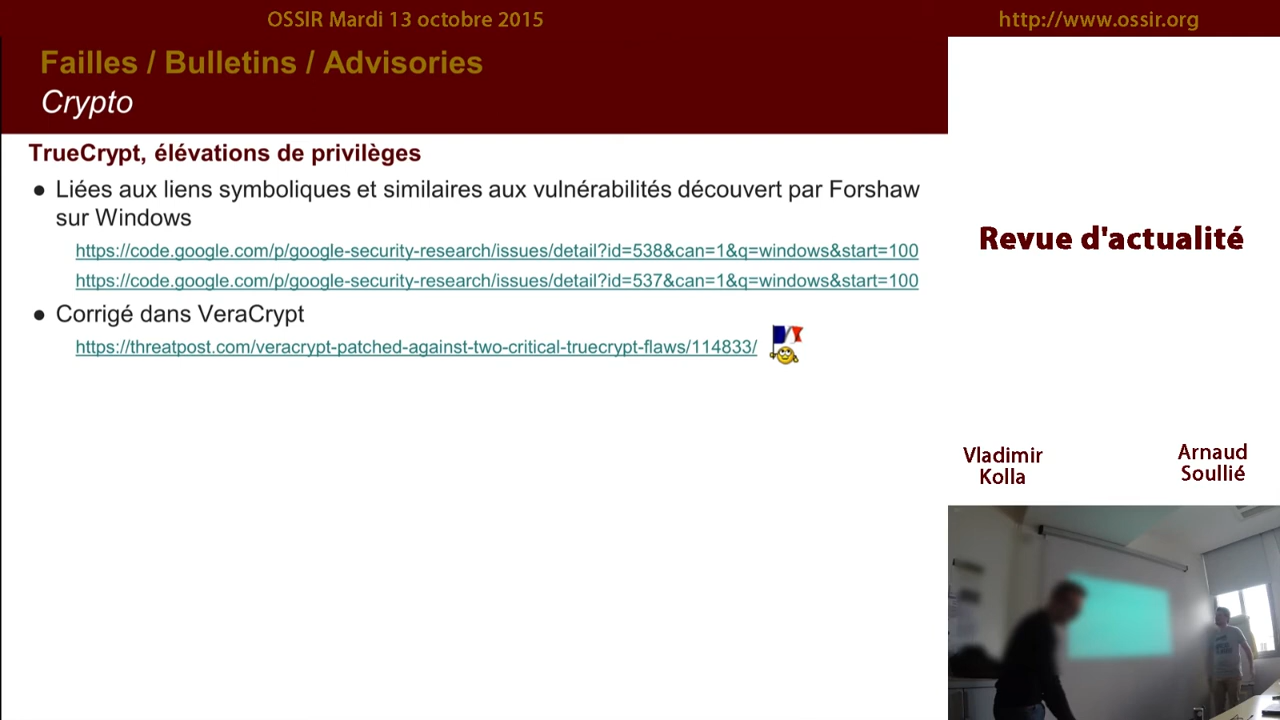 OSSIR Mardi 13 octobre 2015
http://www.ossir.org
Failles / Bulletins / Advisories
Crypto
TrueCrypt, élévations de privilèges
● Liées aux liens symboliques et similaires aux vulnérabilités découvert par Forshaw
sur Windows
https://code.google.com/p/google-security-research/issues/detail?id=538&can=1&q=windows&start=100
https://code.google.com/p/google-security-research/issues/detail?id=537&can=1&q=windows&start=100
● Corrigé dans VeraCrypt
https://threatpost.com/veracrypt-patched-against-two-critical-truecrypt-flaws/114833/
Revue d'actualité
Vladimir
Kolla
Arnaud
Soullié